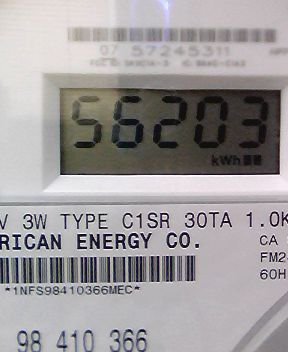 07 57245311
56203
kWh
V 3W TYPE C1SR 30TA 1.0K
RICAN ENERGY CO.
CA
FM2
60H
*1NFS98410366MEC*
98 410 366